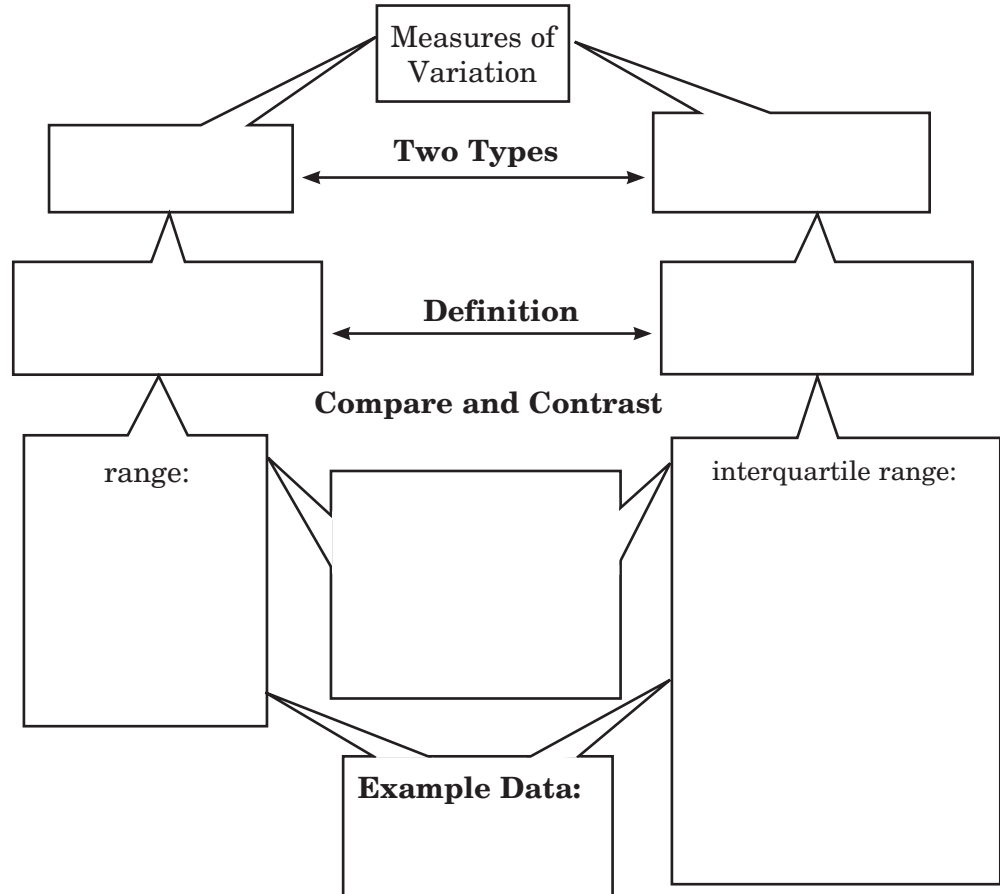 Measures of
Variation
Two Types
Definition
Compare and Contrast
range:
interquartile range:
Example Data: